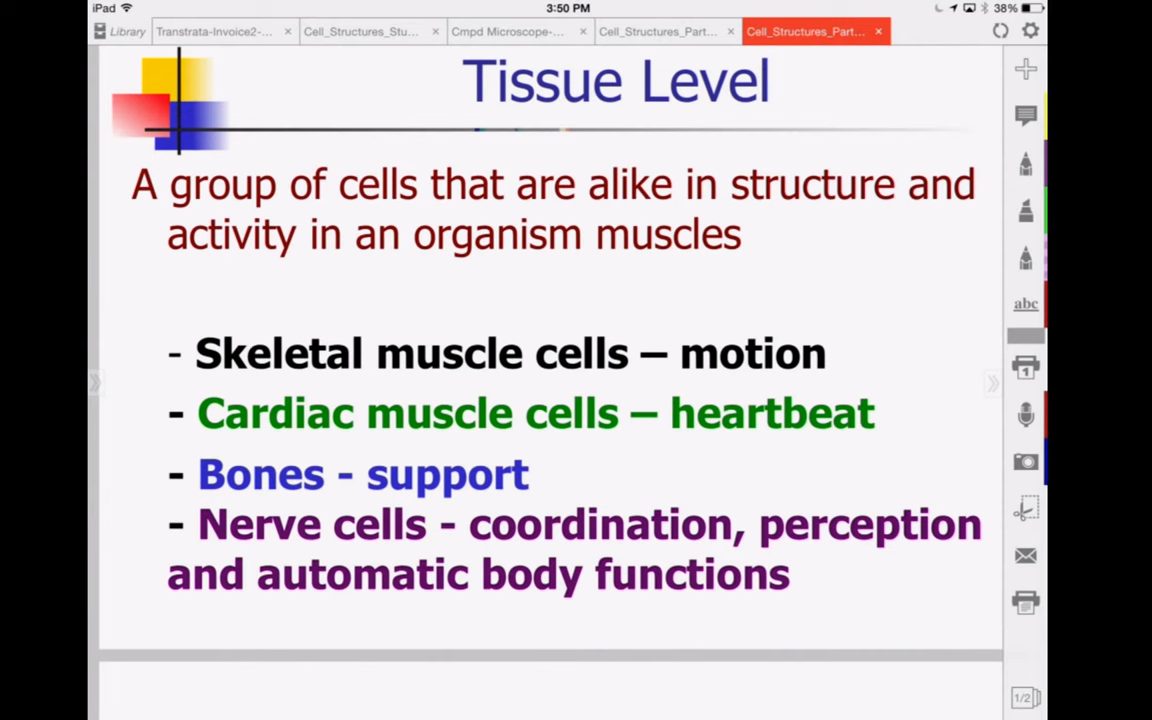 iPad 3:50 PM 38%
Library Transtrata-Invoice2-... × Cell_Structures_Stu... × Cmpd Microscope-... × Cell_Structures_Part... × Cell_Structures_Part... ×
Tissue Level
A group of cells that are alike in structure and
activity in an organism muscles
- Skeletal muscle cells – motion
- Cardiac muscle cells – heartbeat
- Bones - support
- Nerve cells - coordination, perception
and automatic body functions
abc
1
1/2